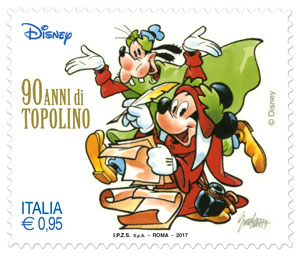 Disney
90 ANNI di
TOPOLINO
© Disney
ITALIA
€ 0,95
I.P.Z.S. S.p.A. - ROMA - 2017